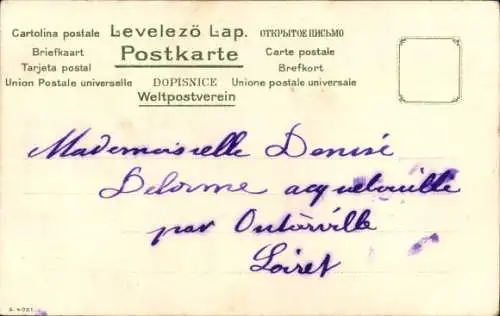 Cartolina postale Levelező Lap. ОТКРЫТОЕ ПИСЬМО
Briefkaart Postkarte Carte postale
Tarjeta postal Brefkort
Union Postale universelle DOPISNICE Unione postale universale
Weltpostverein
Mademoiselle Denise
Delorme acquebouille
par Outarville
Loiret